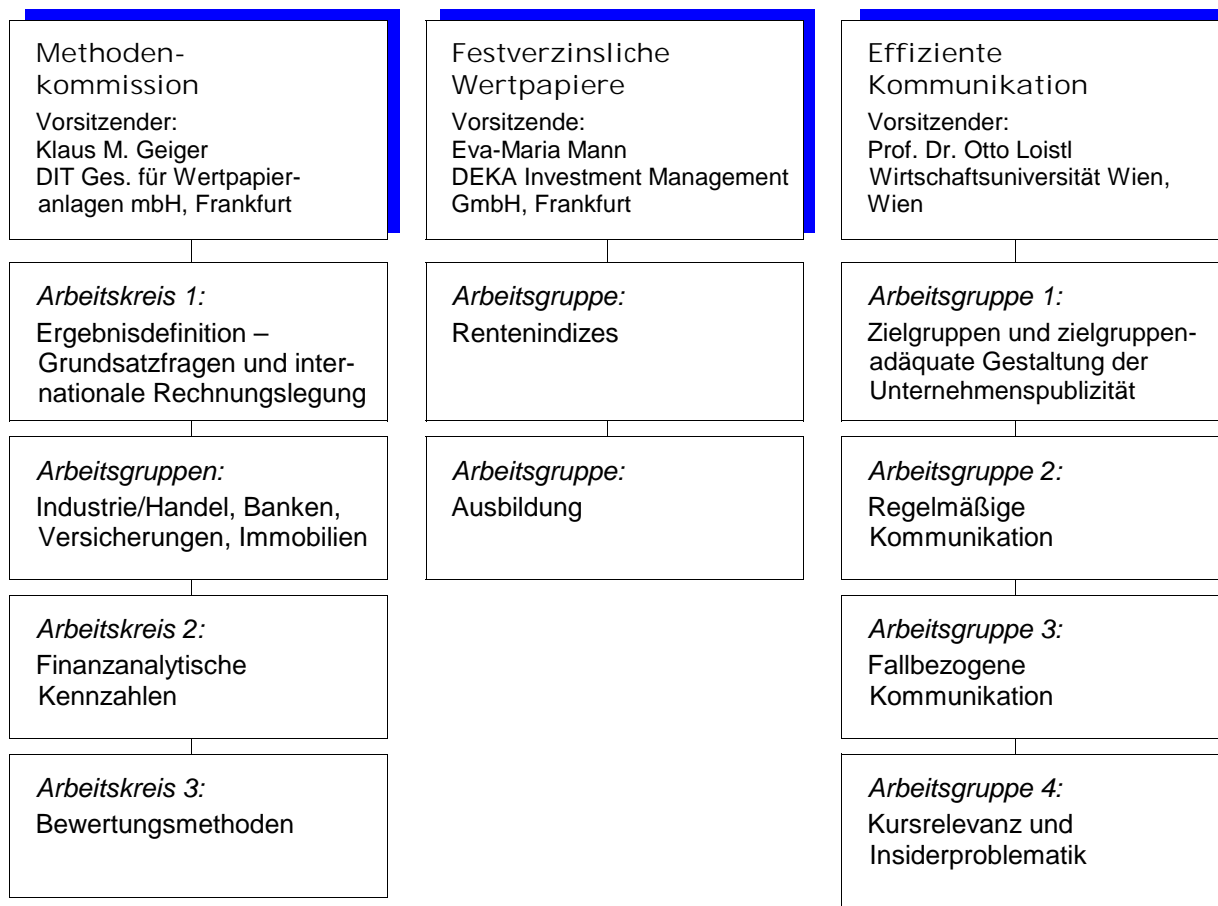 Methoden-
kommission
Vorsitzender:
Klaus M. Geiger
DIT Ges. für Wertpapier-
anlagen mbH, Frankfurt
Arbeitskreis 1:
Ergebnisdefinition –
Grundsatzfragen und inter-
nationale Rechnungslegung
Arbeitsgruppen:
Industrie/Handel, Banken,
Versicherungen, Immobilien
Arbeitskreis 2:
Finanzanalytische
Kennzahlen
Arbeitskreis 3:
Bewertungsmethoden
Festverzinsliche
Wertpapiere
Vorsitzende:
Eva-Maria Mann
DEKA Investment Management
GmbH, Frankfurt
Arbeitsgruppe:
Rentenindizes
Arbeitsgruppe:
Ausbildung
Effiziente
Kommunikation
Vorsitzender:
Prof. Dr. Otto Loistl
Wirtschaftsuniversität Wien,
Wien
Arbeitsgruppe 1:
Zielgruppen und zielgruppen-
adäquate Gestaltung der
Unternehmenspublizität
Arbeitsgruppe 2:
Regelmäßige
Kommunikation
Arbeitsgruppe 3:
Fallbezogene
Kommunikation
Arbeitsgruppe 4:
Kursrelevanz und
Insiderproblematik